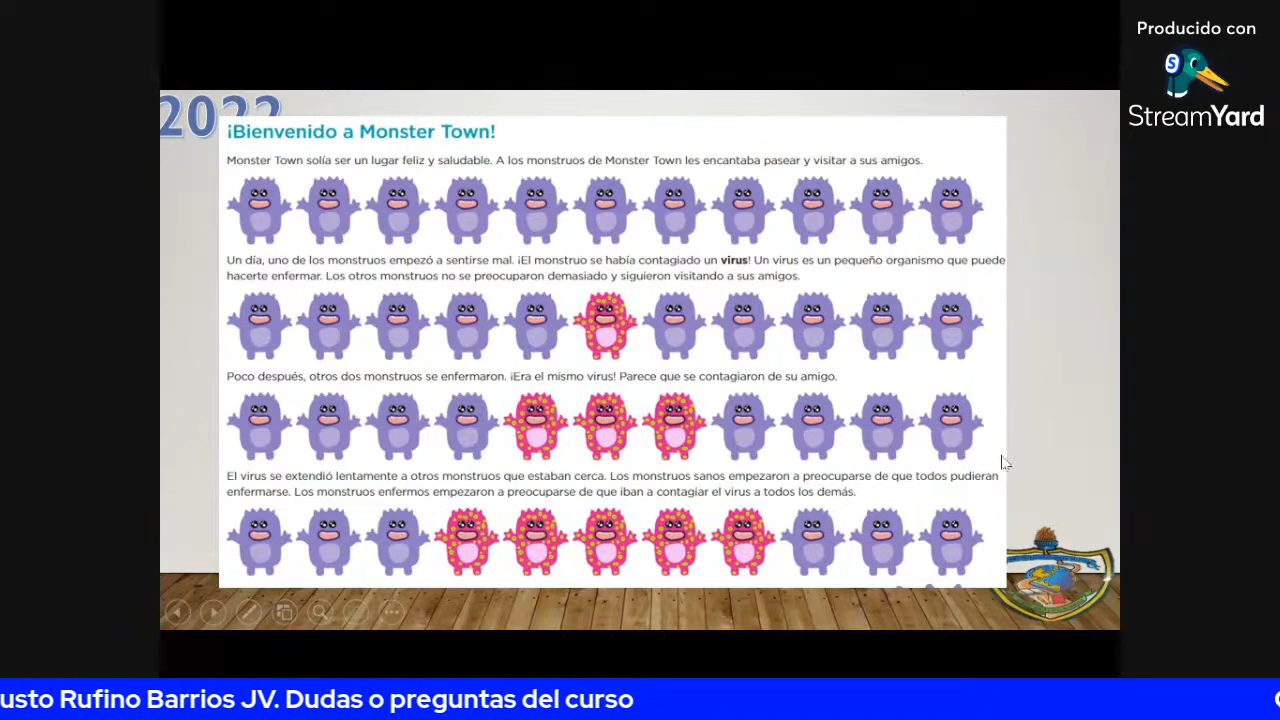 Producido con
StreamYard
2022
¡Bienvenido a Monster Town!
Monster Town solía ser un lugar feliz y saludable. A los monstruos de Monster Town les encantaba pasear y visitar a sus amigos.
Un día, uno de los monstruos empezó a sentirse mal. ¡El monstruo se había contagiado un virus! Un virus es un pequeño organismo que puede
hacerte enfermar. Los otros monstruos no se preocuparon demasiado y siguieron visitando a sus amigos.
Poco después, otros dos monstruos se enfermaron. ¡Era el mismo virus! Parece que se contagiaron de su amigo.
El virus se extendió lentamente a otros monstruos que estaban cerca. Los monstruos sanos empezaron a preocuparse de que todos pudieran
enfermarse. Los monstruos enfermos empezaron a preocuparse de que iban a contagiar el virus a todos los demás.
usto Rufino Barrios JV. Dudas o preguntas del curso